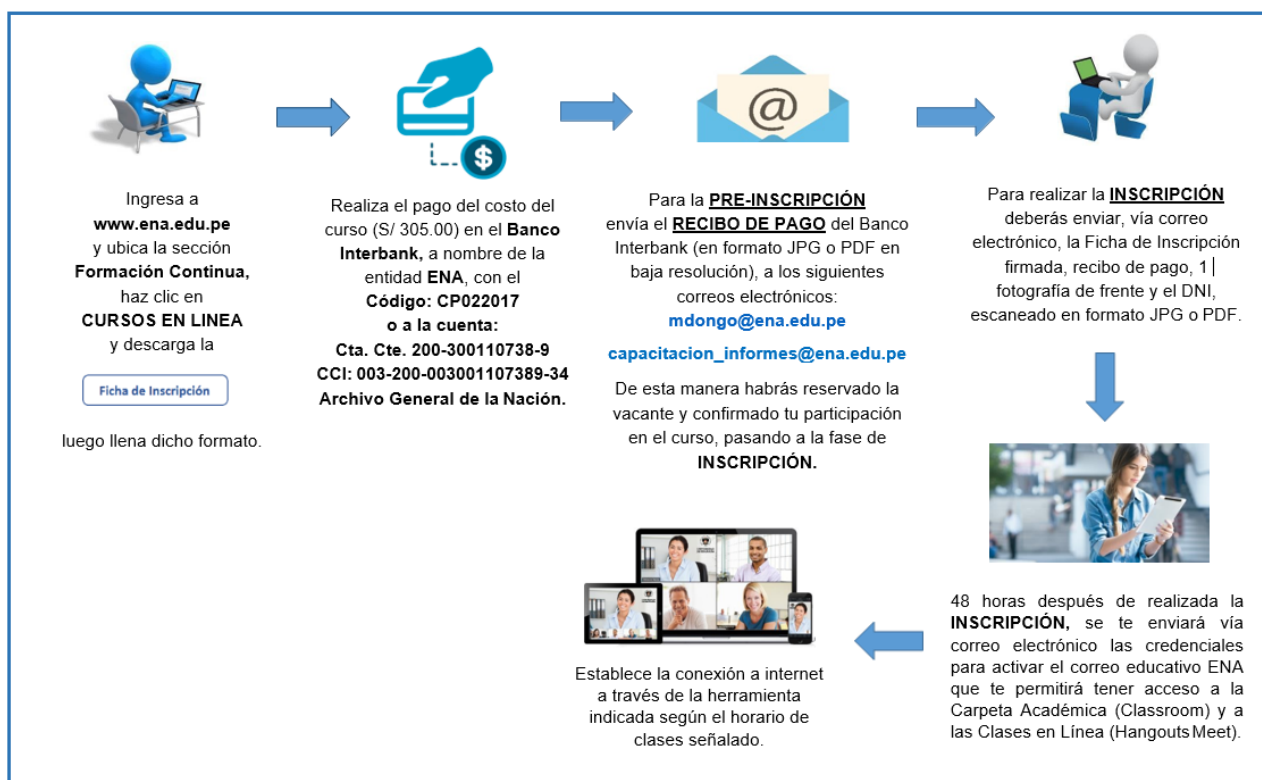 Ingresa a
www.ena.edu.pe
y ubica la sección
Formación Continua,
haz clic en
CURSOS EN LINEA
y descarga la
Ficha de Inscripción
luego llena dicho formato.
$
Realiza el pago del costo del
curso (S/ 305.00) en el Banco
Interbank, a nombre de la
entidad ENA, con el
Código: CP022017
o a la cuenta:
Cta. Cte. 200-300110738-9
CCI: 003-200-003001107389-34
Archivo General de la Nación.
@
Para la PRE-INSCRIPCIÓN
envía el RECIBO DE PAGO del Banco
Interbank (en formato JPG o PDF en
baja resolución), a los siguientes
correos electrónicos:
mdongo@ena.edu.pe
capacitacion_informes@ena.edu.pe
De esta manera habrás reservado la
vacante y confirmado tu participación
en el curso, pasando a la fase de
INSCRIPCIÓN.
Para realizar la INSCRIPCIÓN
deberás enviar, vía correo
electrónico, la Ficha de Inscripción
firmada, recibo de pago, 1
fotografía de frente y el DNI,
escaneado en formato JPG o PDF.
48 horas después de realizada la
INSCRIPCIÓN, se te enviará vía
correo electrónico las credenciales
para activar el correo educativo ENA
que te permitirá tener acceso a la
Carpeta Académica (Classroom) y a
las Clases en Línea (Hangouts Meet).
Establece la conexión a internet
a través de la herramienta
indicada según el horario de
clases señalado.